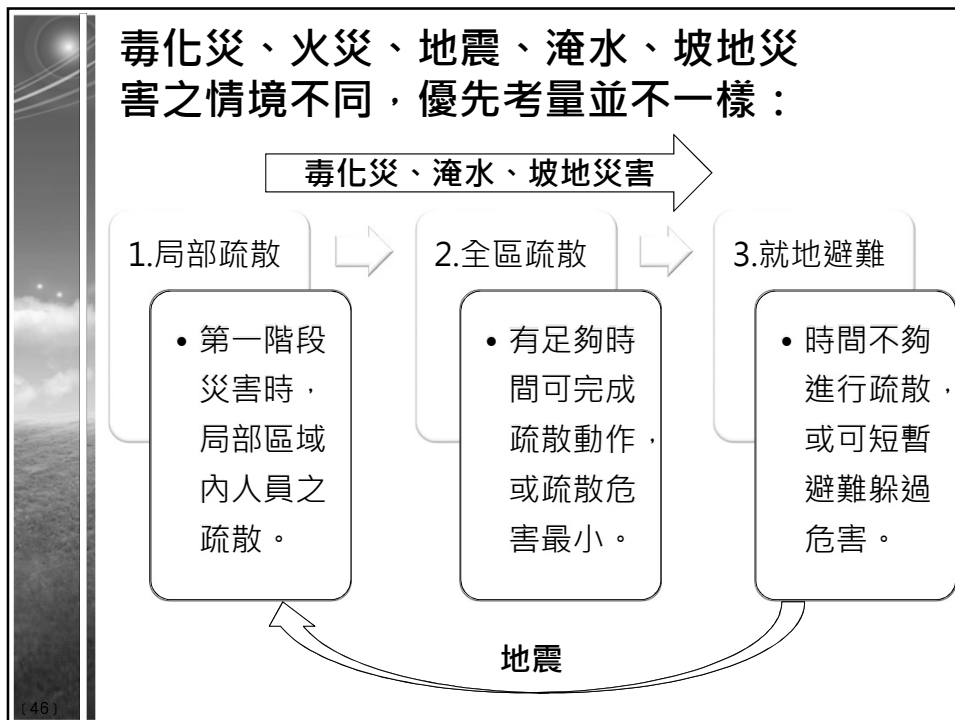 毒化災、火災、地震、淹水、坡地災
害之情境不同，優先考量並不一樣：
毒化災、淹水、坡地災害
1.局部疏散
• 第一階段
災害時，
局部區域
內人員之
疏散。
2.全區疏散
• 有足夠時
間可完成
疏散動作，
或疏散危
害最小。
3.就地避難
• 時間不夠
進行疏散，
或可短暫
避難躲過
危害。
地震
(46)